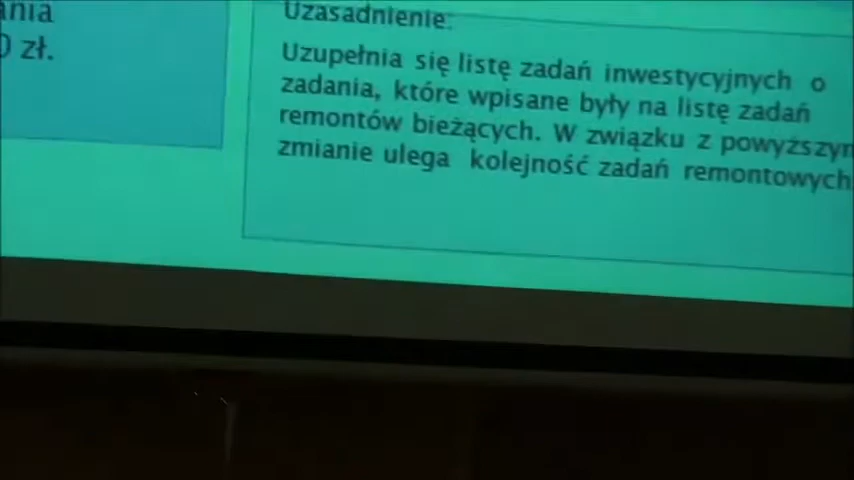 0 zł.
Uzasadnienie:
Uzupełnia się listę zadań inwestycyjnych o
zadania, które wpisane były na listę zadań
remontów bieżących. W związku z powyższym
zmianie ulega kolejność zadań remontowych